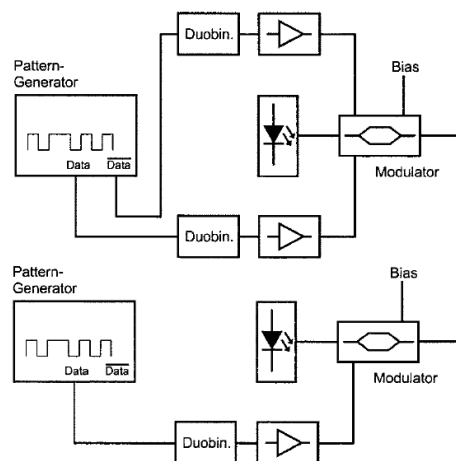 Duobin.
Pattern-
Generator
Bias
Data
Data
Modulator
Duobin.
Pattern-
Generator
Bias
Data
Data
Modulator
Duobin.